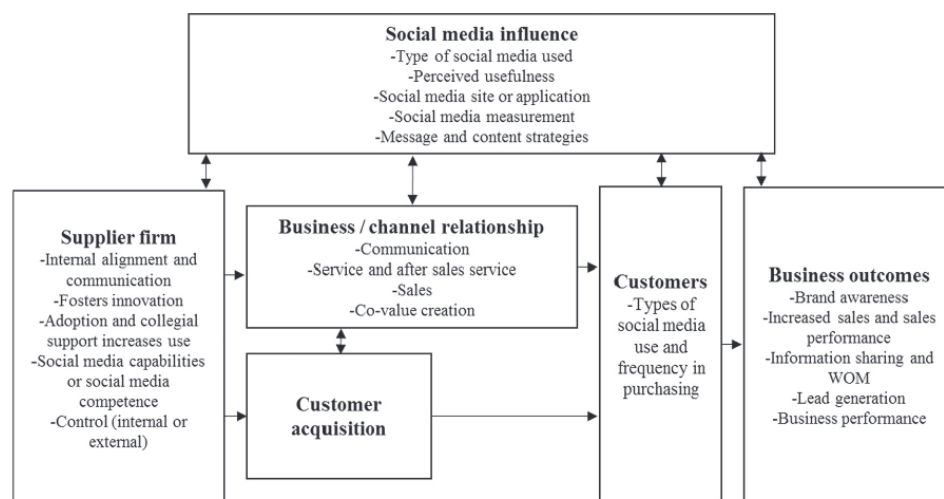 Social media influence
-Type of social media used
-Perceived usefulness
-Social media site or application
-Social media measurement
-Message and content strategies
Supplier firm
-Internal alignment and
communication
-Fosters innovation
-Adoption and collegial
support increases use
-Social media capabilities
or social media
competence
-Control (internal or
external)
Business / channel relationship
-Communication
-Service and after sales service
-Sales
-Co-value creation
Customer
acquisition
Customers
-Types of
social media
use and
frequency in
purchasing
Business outcomes
-Brand awareness
-Increased sales and sales
performance
-Information sharing and
WOM
-Lead generation
-Business performance